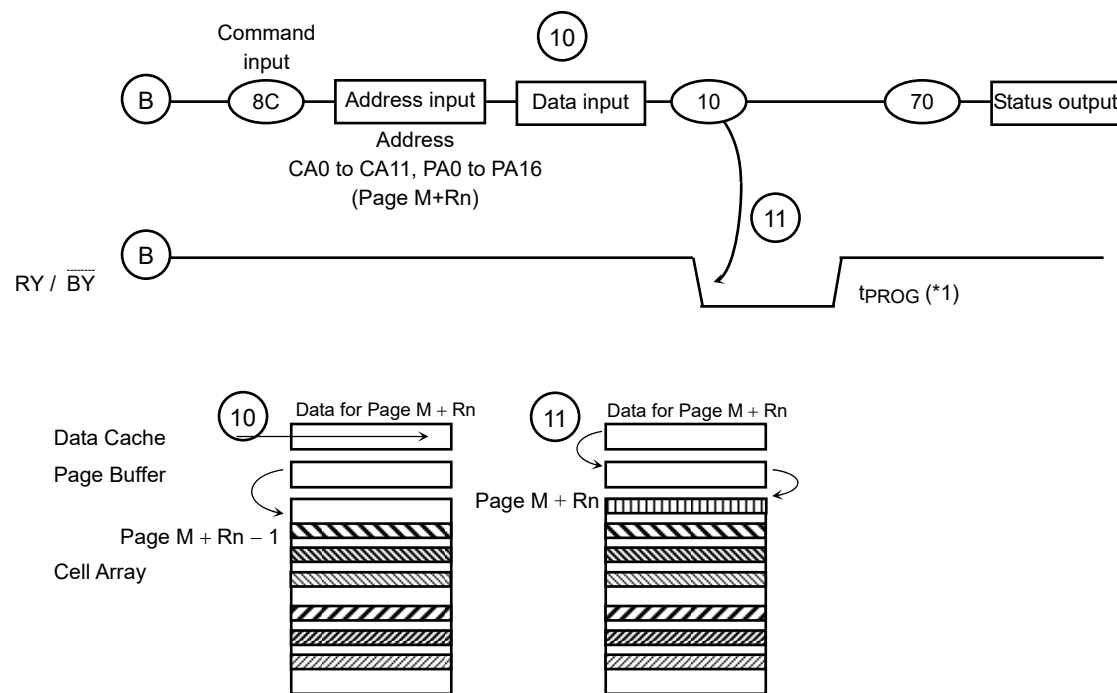 10
Command
input
B
8C
Address input
Data input
10
70
Status output
Address
CA0 to CA11, PA0 to PA16
(Page M+Rn)
11
B
RY / BY
tPROG (*1)
10
Data for Page M + Rn
11
Data for Page M + Rn
Data Cache
Page Buffer
Page M + Rn
Page M + Rn − 1
Cell Array